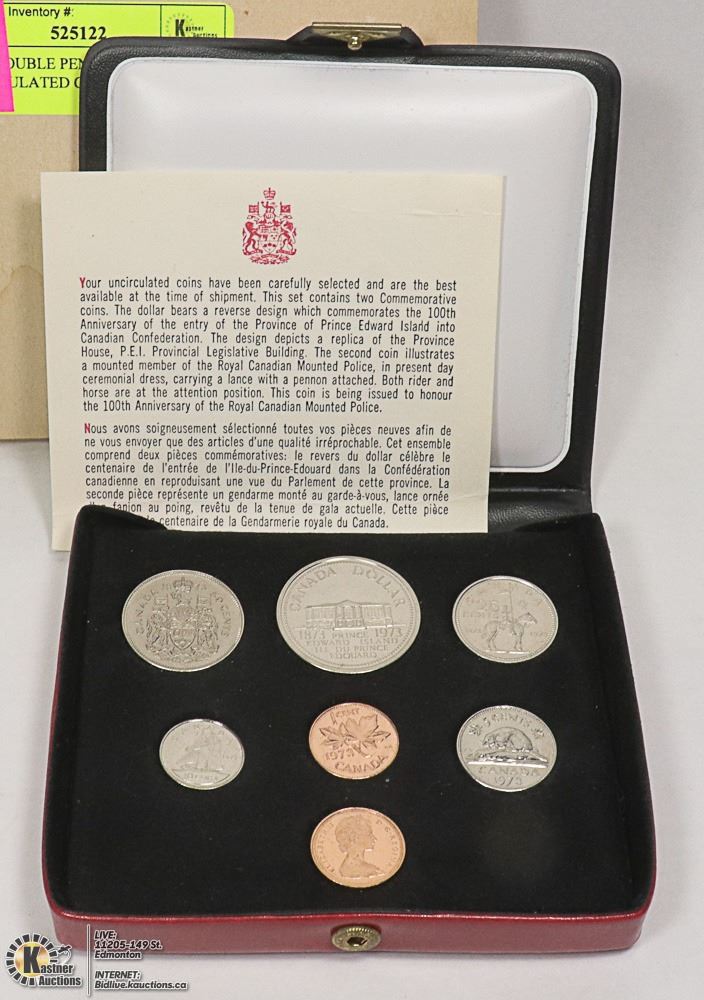 Inventory #:
525122
Kastner
Auctions
OUBLE PEN
ULATED
Your uncirculated coins have been carefully selected and are the best
available at the time of shipment. This set contains two Commemorative
coins. The dollar bears a reverse design which commemorates the 100th
Anniversary of the entry of the Province of Prince Edward Island into
Canadian Confederation. The design depicts a replica of the Province
House, P.E.I. Provincial Legislative Building. The second coin illustrates
a mounted member of the Royal Canadian Mounted Police, in present day
ceremonial dress, carrying a lance with a pennon attached. Both rider and
horse are at the attention position. This coin is being issued to honour
the 100th Anniversary of the Royal Canadian Mounted Police.
Nous avons soigneusement sélectionné toutes vos pièces neuves afin de
ne vous envoyer que des articles d'une qualité irréprochable. Cet ensemble
comprend deux pièces commémoratives: le revers du dollar célèbre le
centenaire de l'entrée de l'Ile-du-Prince-Edouard dans la Confédération
canadienne en reproduisant une vue du Parlement de cette province. La
seconde pièce représente un gendarme monté au garde-à-vous, lance ornée
fanion au poing, revêtu de la tenue de gala actuelle. Cette pièce
centenaire de la Gendarmerie royale du Canada.
CANADA 50 CENTS
CANADA DOLLAR
1873 PRINCE 1973
EDWARD ISLAND
ILE DU PRINCE
EDOUARD
1 CENT
1973
CANADA
5 CENTS
CANADA
1973
Kastner
Auctions
LIVE:
11205-149 St.
Edmonton
INTERNET:
Bidlive.kauctions.ca